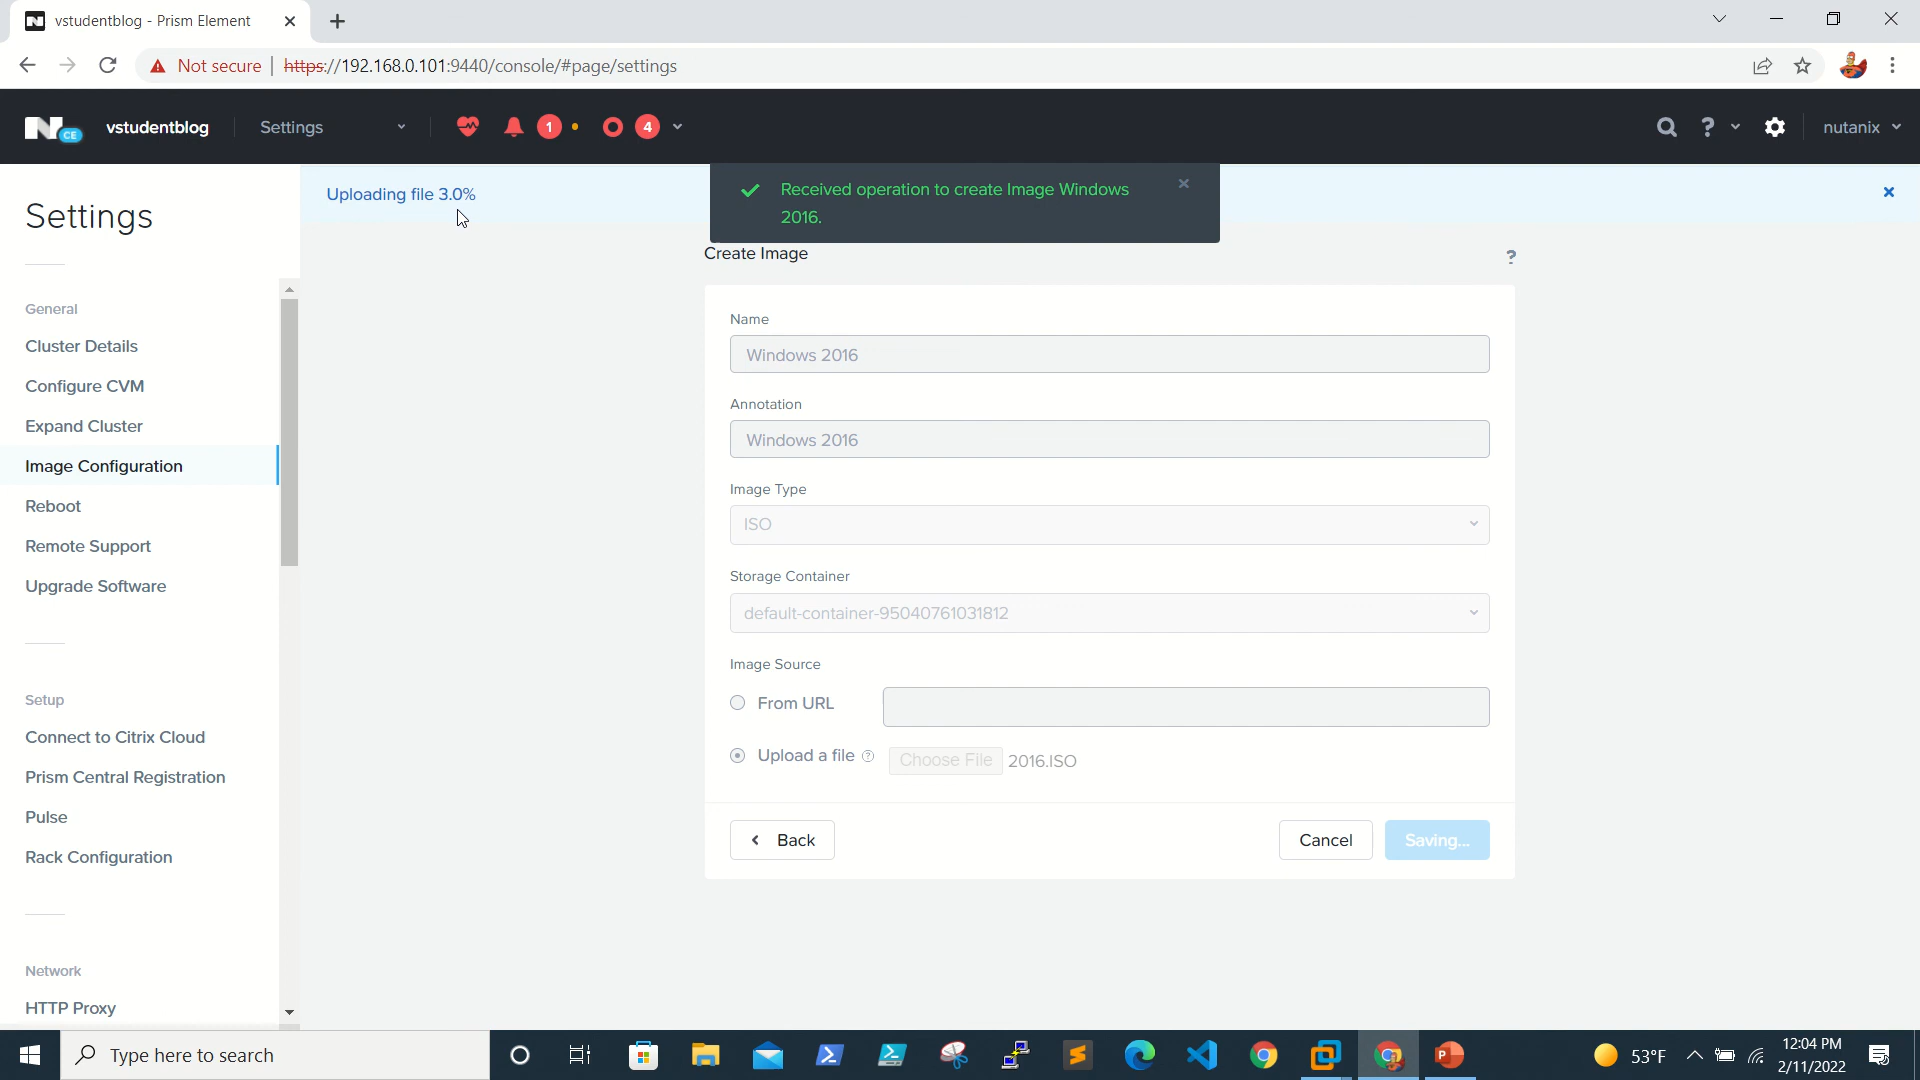 vstudentblog - Prism Element
Not secure | https://192.168.0.101:9440/console/#page/settings
CE
vstudentblog
Settings
1
4
?
nutanix
Settings
Uploading file 3.0%
Received operation to create Image Windows
2016.
Create Image
?
General
Cluster Details
Configure CVM
Expand Cluster
Image Configuration
Reboot
Remote Support
Upgrade Software
Setup
Connect to Citrix Cloud
Prism Central Registration
Pulse
Rack Configuration
Network
HTTP Proxy
Name
Windows 2016
Annotation
Windows 2016
Image Type
ISO
Storage Container
default-container-95040761031812
Image Source
From URL
Upload a file ?
Choose File 2016.ISO
Back
Cancel
Saving...
Type here to search
53°F
12:04 PM
2/11/2022